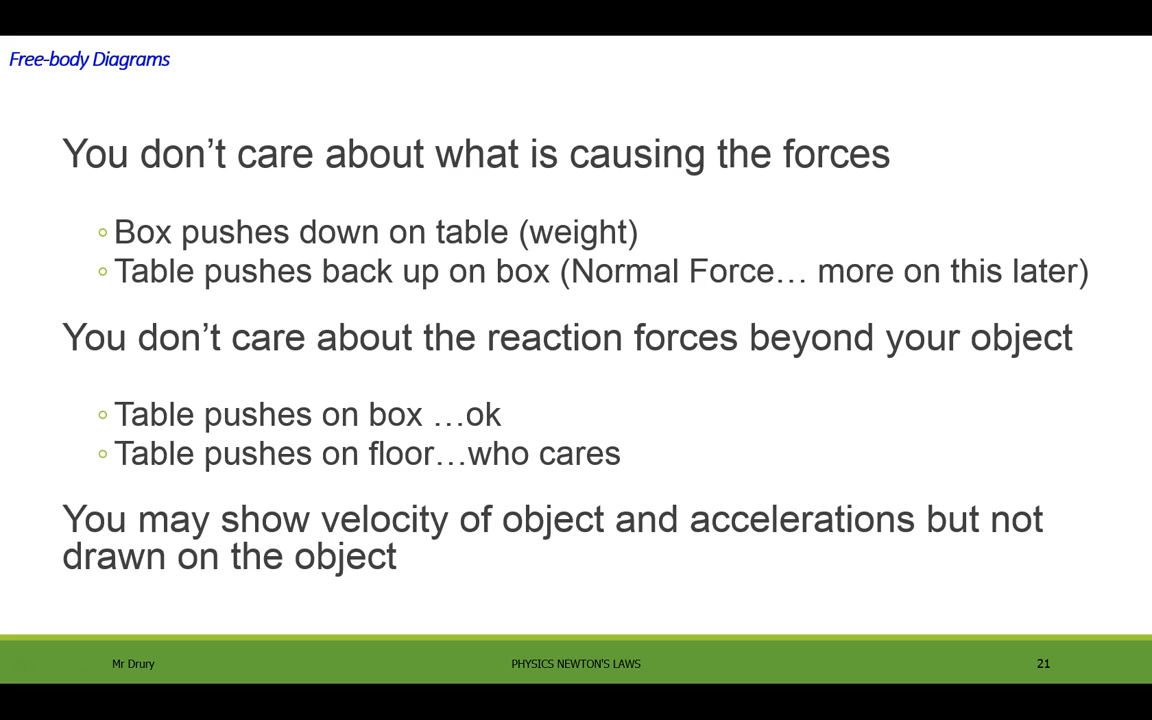 Free-body Diagrams
You don’t care about what is causing the forces
◦ Box pushes down on table (weight)
◦ Table pushes back up on box (Normal Force… more on this later)
You don’t care about the reaction forces beyond your object
◦ Table pushes on box …ok
◦ Table pushes on floor…who cares
You may show velocity of object and accelerations but not
drawn on the object
Mr Drury PHYSICS NEWTON'S LAWS 21